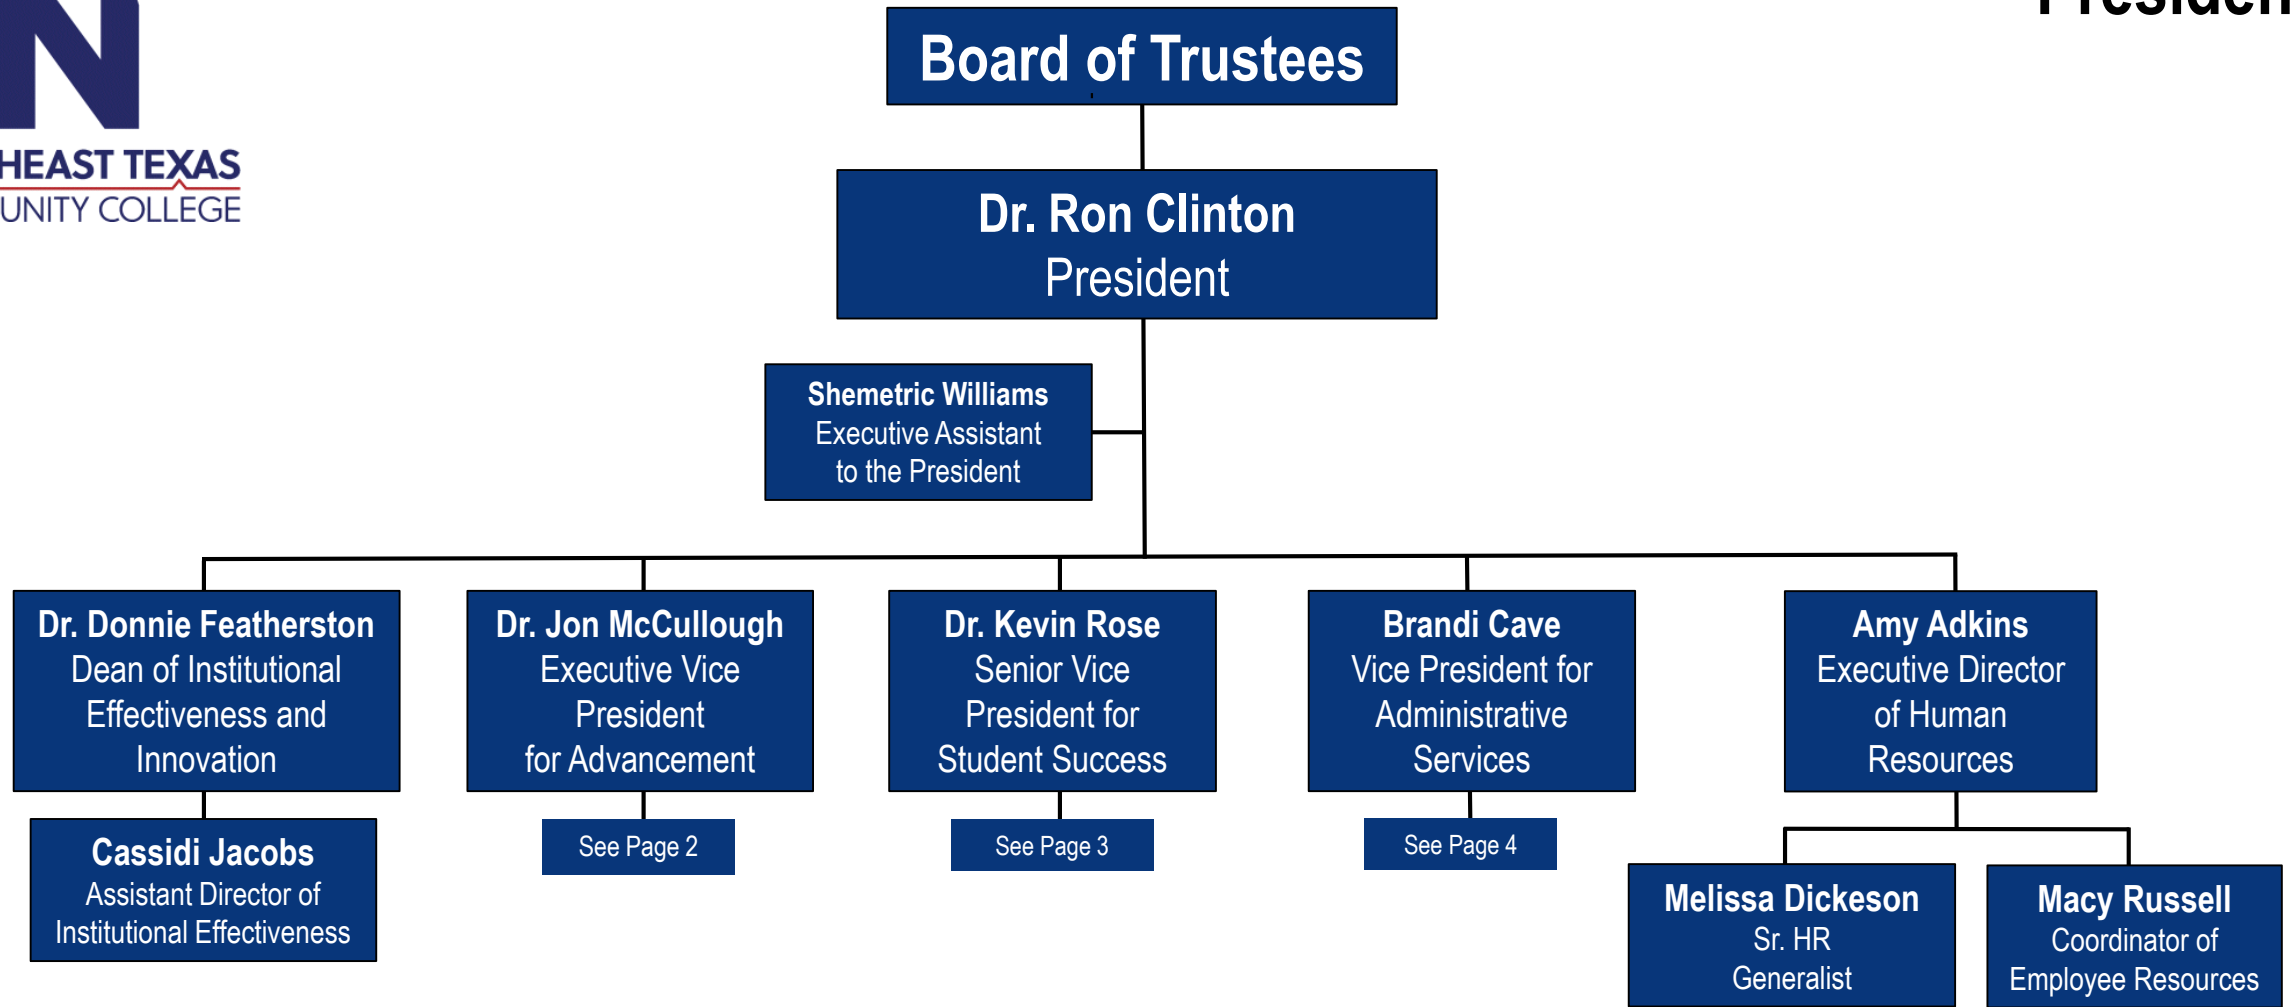 Board of Trustees
HEAST TEXAS
UNITY COLLEGE
Dr. Ron Clinton
President
Shemetric Williams
Executive Assistant
to the President
Dr. Donnie Featherston
Dean of Institutional
Effectiveness and
Innovation
Dr. Jon McCullough
Executive Vice
President
for Advancement
Dr. Kevin Rose
Senior Vice
President for
Student Success
Brandi Cave
Vice President for
Administrative
Services
Amy Adkins
Executive Director
of Human
Resources
Cassidi Jacobs
Assistant Director of
Institutional Effectiveness
See Page 2
See Page 3
See Page 4
Melissa Dickeson
Sr. HR
Generalist
Macy Russell
Coordinator of
Employee Resources